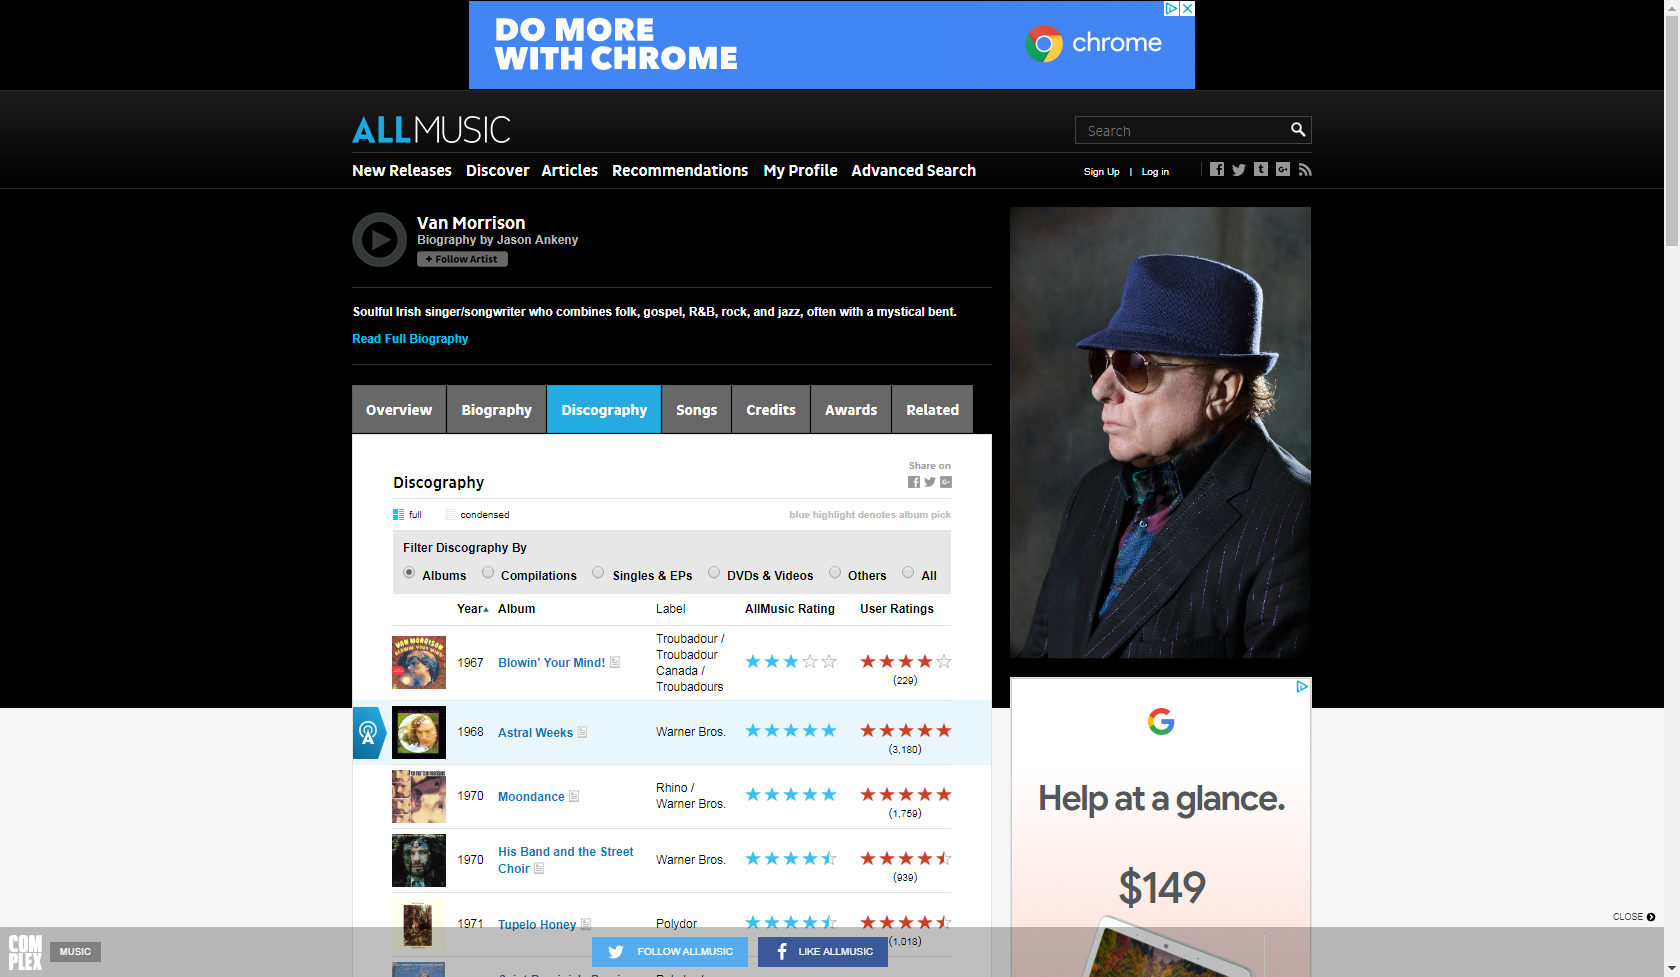 DO MORE
WITH CHROME
chrome
ALLMUSIC
Search
New Releases Discover Articles Recommendations My Profile Advanced Search
Sign Up | Log in
Van Morrison
Biography by Jason Ankeny
+ Follow Artist
Soulful Irish singer/songwriter who combines folk, gospel, R&B, rock, and jazz, often with a mystical bent.
Read Full Biography
Overview Biography Discography Songs Credits Awards Related
Share on
Discography
full condensed blue highlight denotes album pick
Filter Discography By
Albums Compilations Singles & EPs DVDs & Videos Others All
Year Album Label AllMusic Rating User Ratings
VAN MORRISON
BLOWIN' YOUR MIND!
1967 Blowin' Your Mind!
Troubadour /
Troubadour
Canada /
Troubadours
(229)
1968 Astral Weeks Warner Bros.
(3,180)
1970 Moondance
Rhino /
Warner Bros.
(1,759)
1970 His Band and the Street
Choir
Warner Bros.
(939)
1971 Tupelo Honey Polydor
(1,018)
Help at a glance.
$149
CLOSE
COMPLEX
MUSIC
FOLLOW ALLMUSIC
LIKE ALLMUSIC